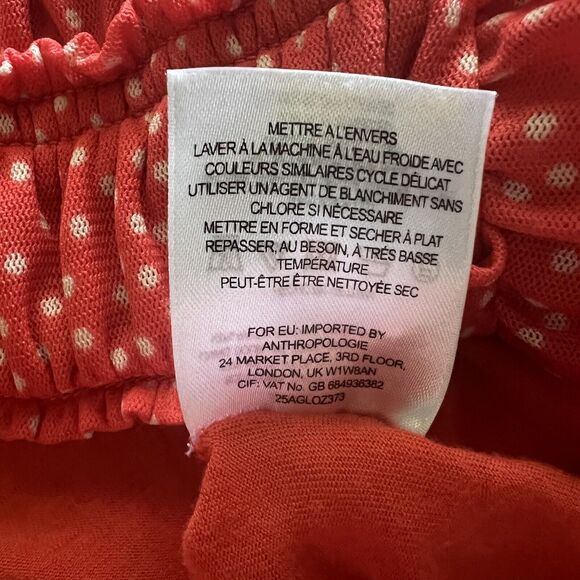 METTRE A L'ENVERS
LAVER À LA MACHINE À L'EAU FROIDE AVEC
COULEURS SIMILAIRES CYCLE DÉLICAT
UTILISER UN AGENT DE BLANCHIMENT SANS
CHLORE SI NÉCESSAIRE
METTRE EN FORME ET SECHER À PLAT
REPASSER, AU BESOIN, À TRÈS BASSE
TEMPÉRATURE
PEUT-ÊTRE ÊTRE NETTOYÉE SEC
FOR EU: IMPORTED BY
ANTHROPOLOGIE
24 MARKET PLACE, 3RD FLOOR,
LONDON, UK W1W8AN
CIF: VAT No. GB 684936382
25AGLOZ373